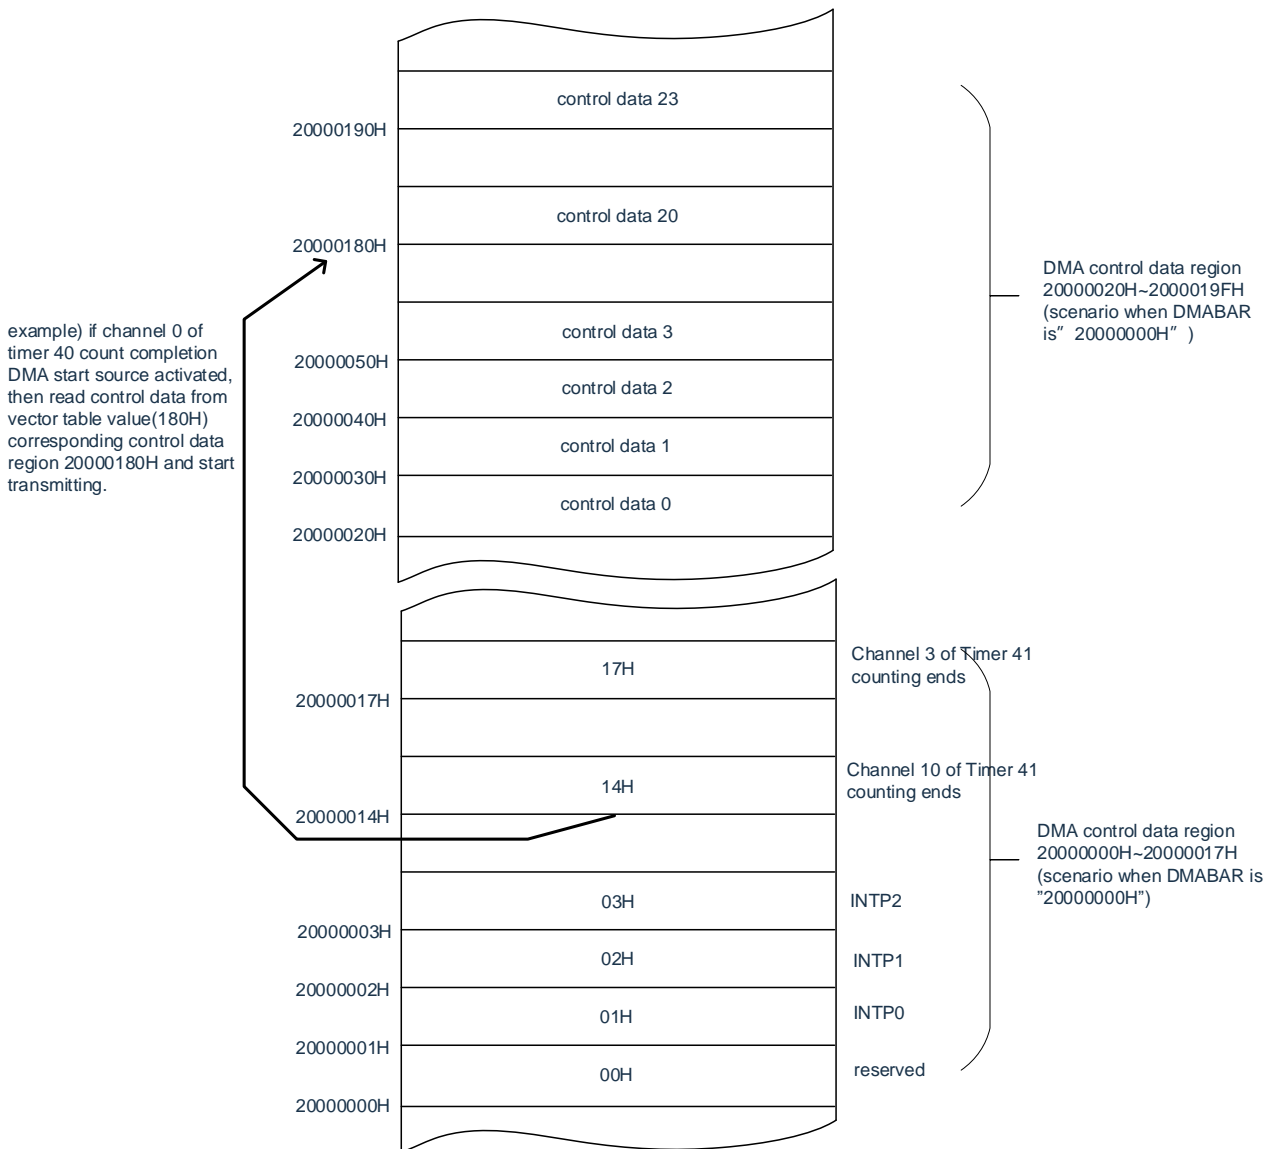 control data 23
20000190H
control data 20
20000180H
DMA control data region
20000020H~2000019FH
(scenario when DMABAR
is” 20000000H” )
example) if channel 0 of
timer 40 count completion
DMA start source activated,
then read control data from
vector table value(180H)
corresponding control data
region 20000180H and start
transmitting.
control data 3
20000050H
control data 2
20000040H
control data 1
20000030H
control data 0
20000020H
17H
Channel 3 of Timer 41
counting ends
20000017H
14H
Channel 10 of Timer 41
counting ends
20000014H
DMA control data region
20000000H~20000017H
(scenario when DMABAR is
”20000000H”)
03H
INTP2
20000003H
02H
INTP1
20000002H
01H
INTP0
20000001H
00H
reserved
20000000H